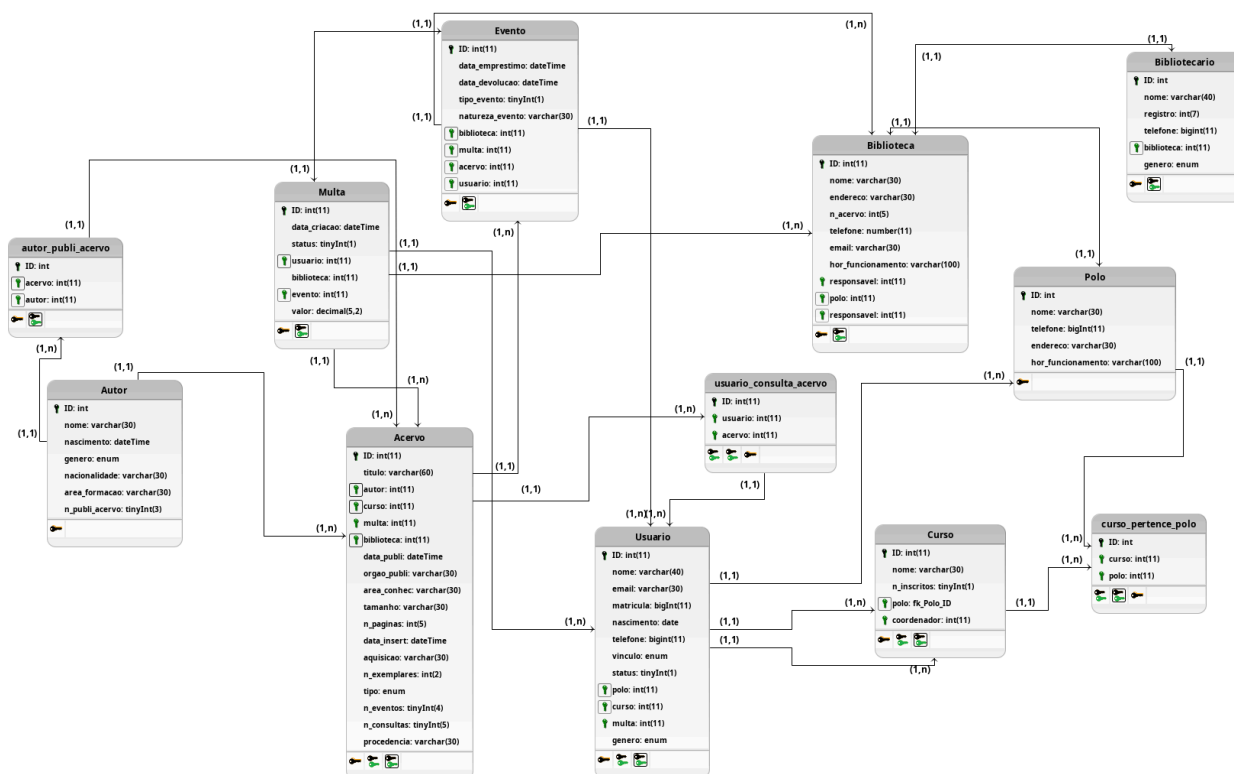 Evento
ID: int(11)
data_emprestimo: dateTime
data_devolucao: dateTime
tipo_evento: tinyInt(1)
natureza_evento: varchar(30)
biblioteca: int(11)
multa: int(11)
acervo: int(11)
usuario: int(11)
(1,1)
(1,n)
(1,1)
(1,1)
(1,1)
(1,1)
Bibliotecario
ID: int
nome: varchar(40)
registro: int(7)
telefone: bigint(11)
biblioteca: int(11)
genero: enum
(1,1)
(1,1)
(1,1)
Biblioteca
ID: int(11)
nome: varchar(30)
endereco: varchar(30)
n_acervo: int(5)
telefone: number(11)
email: varchar(30)
hor_funcionamento: varchar(100)
responsavel: int(11)
polo: int(11)
responsavel: int(11)
(1,n)
Multa
ID: int(11)
data_criacao: dateTime
status: tinyInt(1)
usuario: int(11)
biblioteca: int(11)
evento: int(11)
valor: decimal(5,2)
(1,1)
(1,1)
(1,1)
(1,n)
(1,n)
autor_publi_acervo
ID: int
acervo: int(11)
autor: int(11)
(1,1)
(1,n)
Polo
ID: int
nome: varchar(30)
telefone: bigInt(11)
endereco: varchar(30)
hor_funcionamento: varchar(100)
(1,1)
(1,1)
(1,n)
Autor
ID: int
nome: varchar(30)
nascimento: dateTime
genero: enum
nacionalidade: varchar(30)
area_formacao: varchar(30)
n_publi_acervo: tinyInt(3)
(1,1)
(1,1)
(1,n)
usuario_consulta_acervo
ID: int(11)
usuario: int(11)
acervo: int(11)
(1,n)
(1,1)
Acervo
ID: int(11)
titulo: varchar(60)
autor: int(11)
curso: int(11)
multa: int(11)
biblioteca: int(11)
data_publi: dateTime
orgao_publi: varchar(30)
area_conhec: varchar(30)
tamanho: varchar(30)
n_paginas: int(5)
data_insert: dateTime
aquisicao: varchar(30)
n_exemplares: int(2)
tipo: enum
n_eventos: tinyInt(4)
n_consultas: tinyInt(5)
procedencia: varchar(30)
(1,n)
(1,1)
(1,1)
(1,n)
(1,n)
(1,n)
Usuario
ID: int(11)
nome: varchar(40)
email: varchar(30)
matricula: bigInt(11)
nascimento: date
telefone: bigint(11)
vinculo: enum
status: tinyInt(1)
polo: int(11)
curso: int(11)
multa: int(11)
genero: enum
(1,1)
(1,1)
(1,1)
(1,n)
(1,n)
Curso
ID: int(11)
nome: varchar(30)
n_inscritos: tinyInt(1)
polo: fk_Polo_ID
coordenador: int(11)
(1,1)
(1,n)
(1,n)
curso_pertence_polo
ID: int
curso: int(11)
polo: int(11)